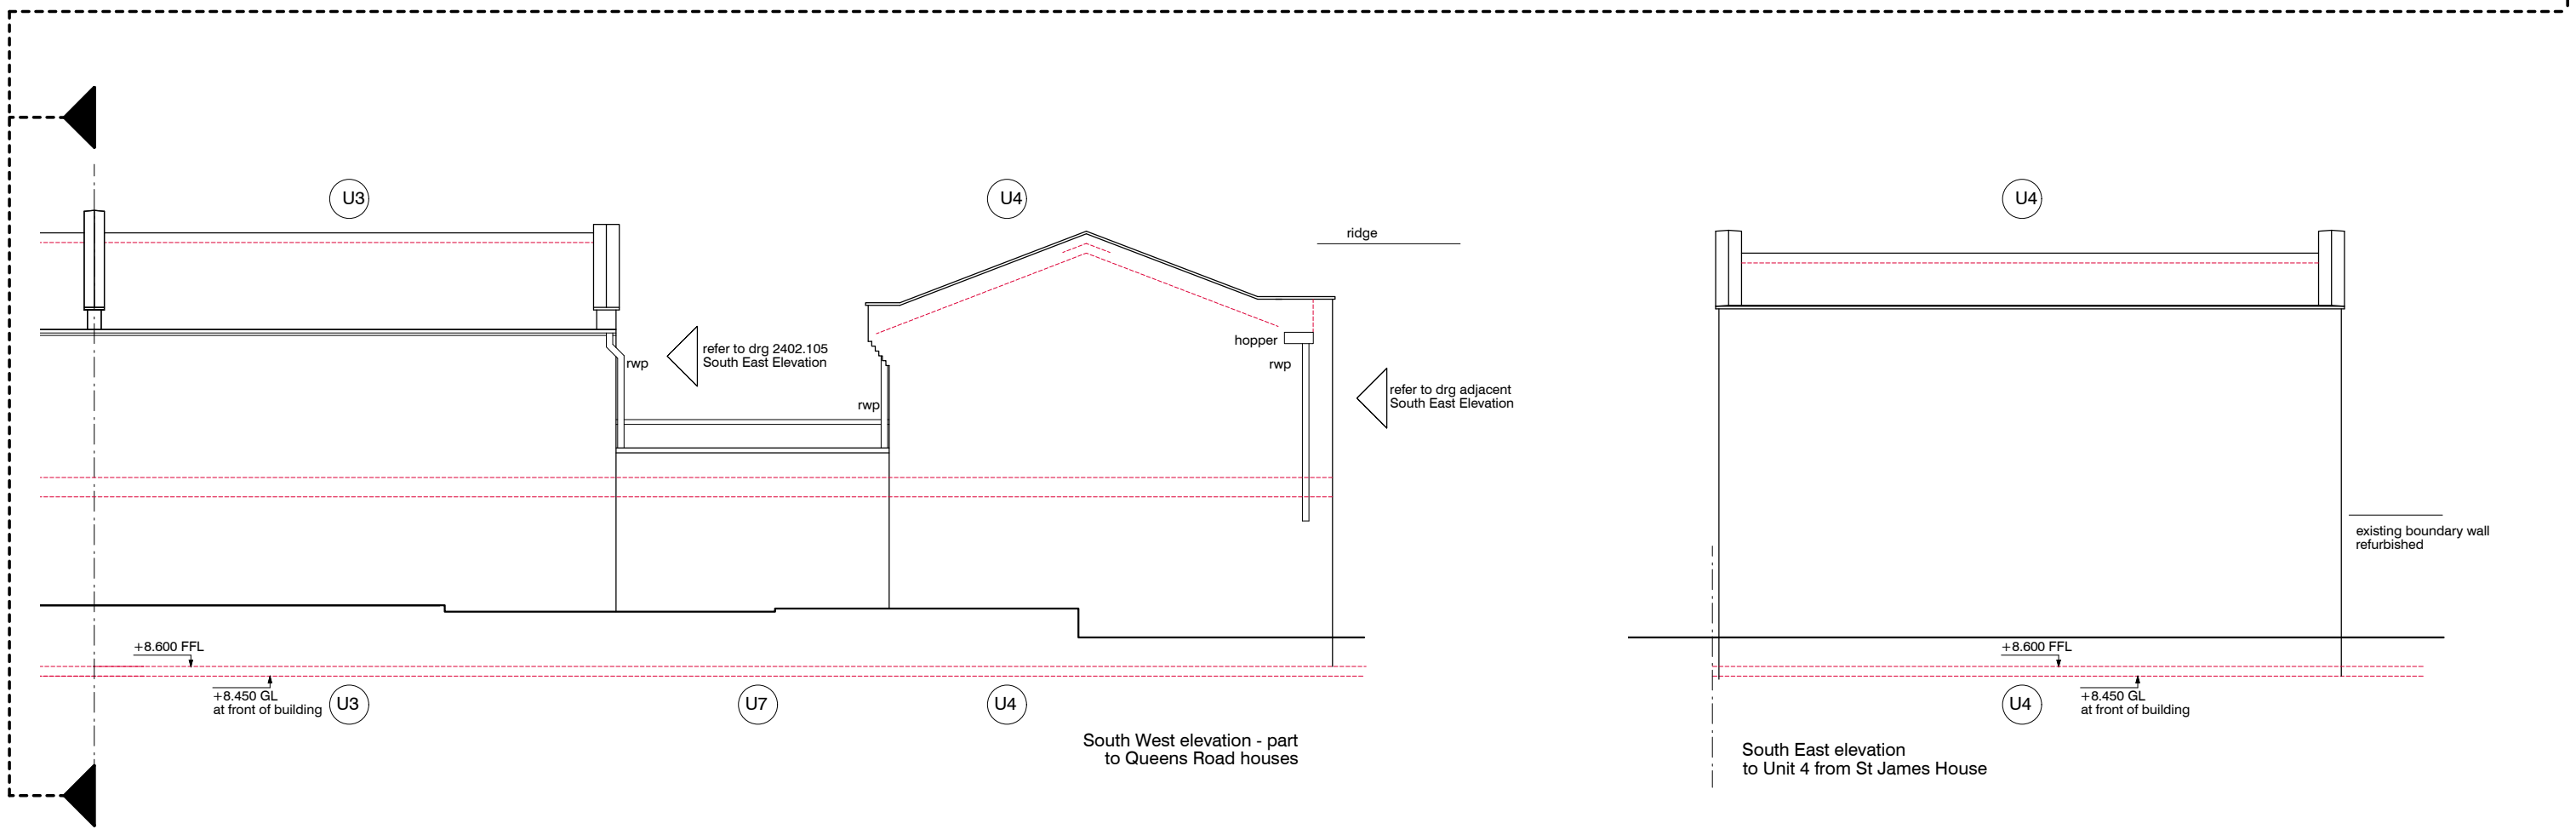 U3
U4
U4
ridge
hopper
rwp
refer to drg 2402.105
South East Elevation
rwp
rwp
refer to drg adjacent
South East Elevation
existing boundary wall
refurbished
+8.600 FFL
+8.450 GL
at front of building
U3
U7
U4
South West elevation - part
to Queens Road houses
+8.600 FFL
+8.450 GL
at front of building
U4
South East elevation
to Unit 4 from St James House